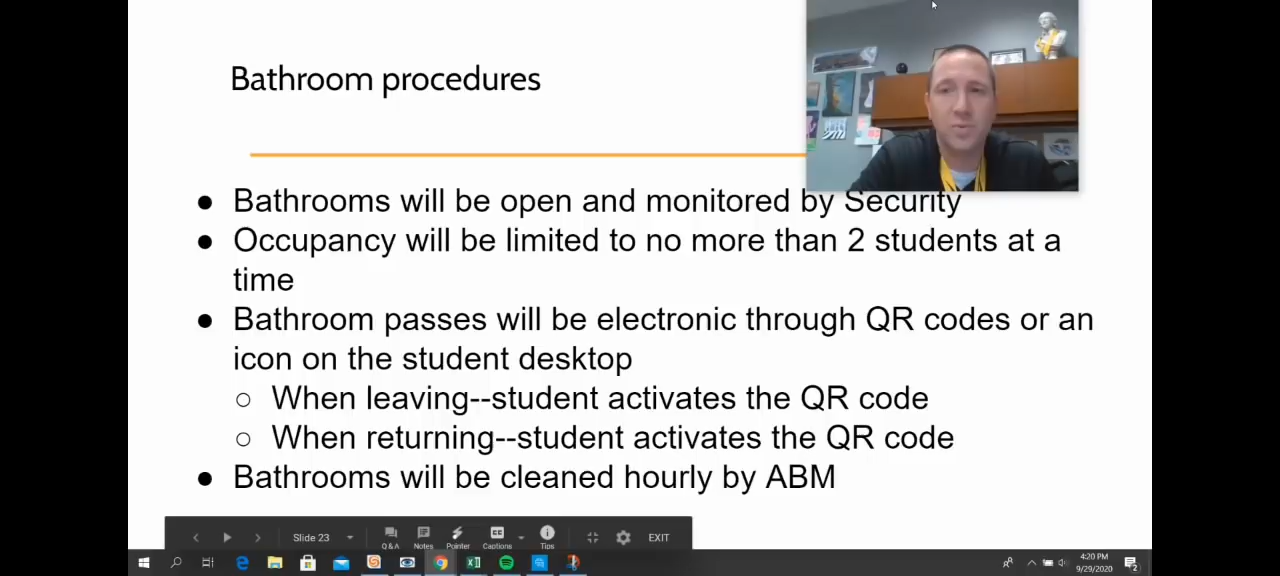 Bathroom procedures
● Bathrooms will be open and monitored by Security
● Occupancy will be limited to no more than 2 students at a
time
● Bathroom passes will be electronic through QR codes or an
icon on the student desktop
○ When leaving--student activates the QR code
○ When returning--student activates the QR code
● Bathrooms will be cleaned hourly by ABM
Slide 23
Q & A Notes Pointer Captions Tips EXIT
4:20 PM
9/29/2020
2